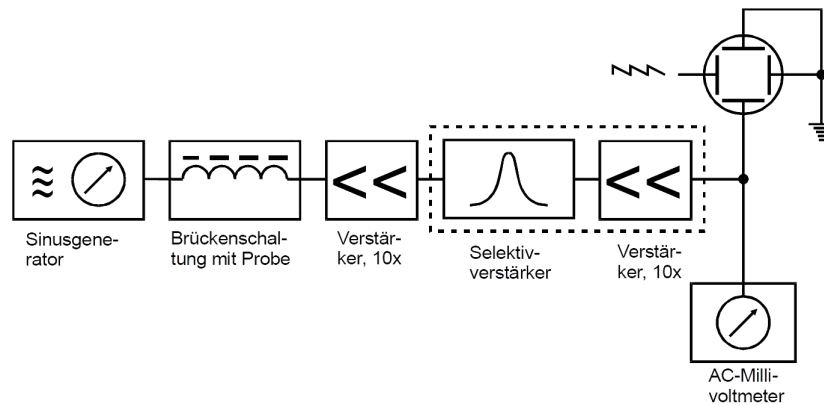 Sinusgene-
rator
Brückenschal-
tung mit Probe
Verstär-
ker, 10x
Selektiv-
verstärker
Verstär-
ker, 10x
AC-Milli-
voltmeter